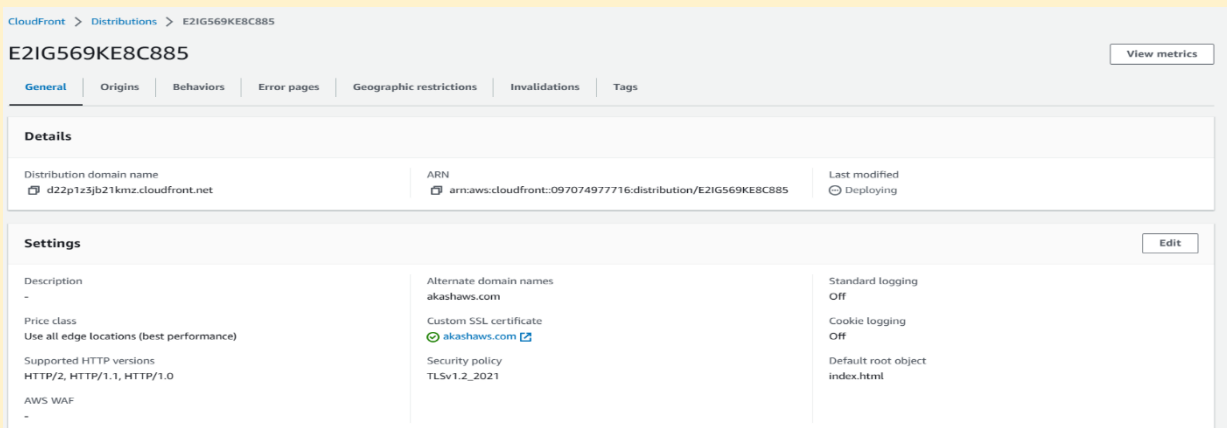 CloudFront > Distributions > E2IG569KE8C885
E2IG569KE8C885
View metrics
General Origins Behaviors Error pages Geographic restrictions Invalidations Tags
Details
Distribution domain name
d22p1z3jb21kmz.cloudfront.net
ARN
arn:aws:cloudfront::097074977716:distribution/E2IG569KE8C885
Last modified
Deploying
Settings
Edit
Description
-
Price class
Use all edge locations (best performance)
Supported HTTP versions
HTTP/2, HTTP/1.1, HTTP/1.0
AWS WAF
-
Alternate domain names
akashaws.com
Custom SSL certificate
akashaws.com
Security policy
TLSv1.2_2021
Standard logging
Off
Cookie logging
Off
Default root object
index.html